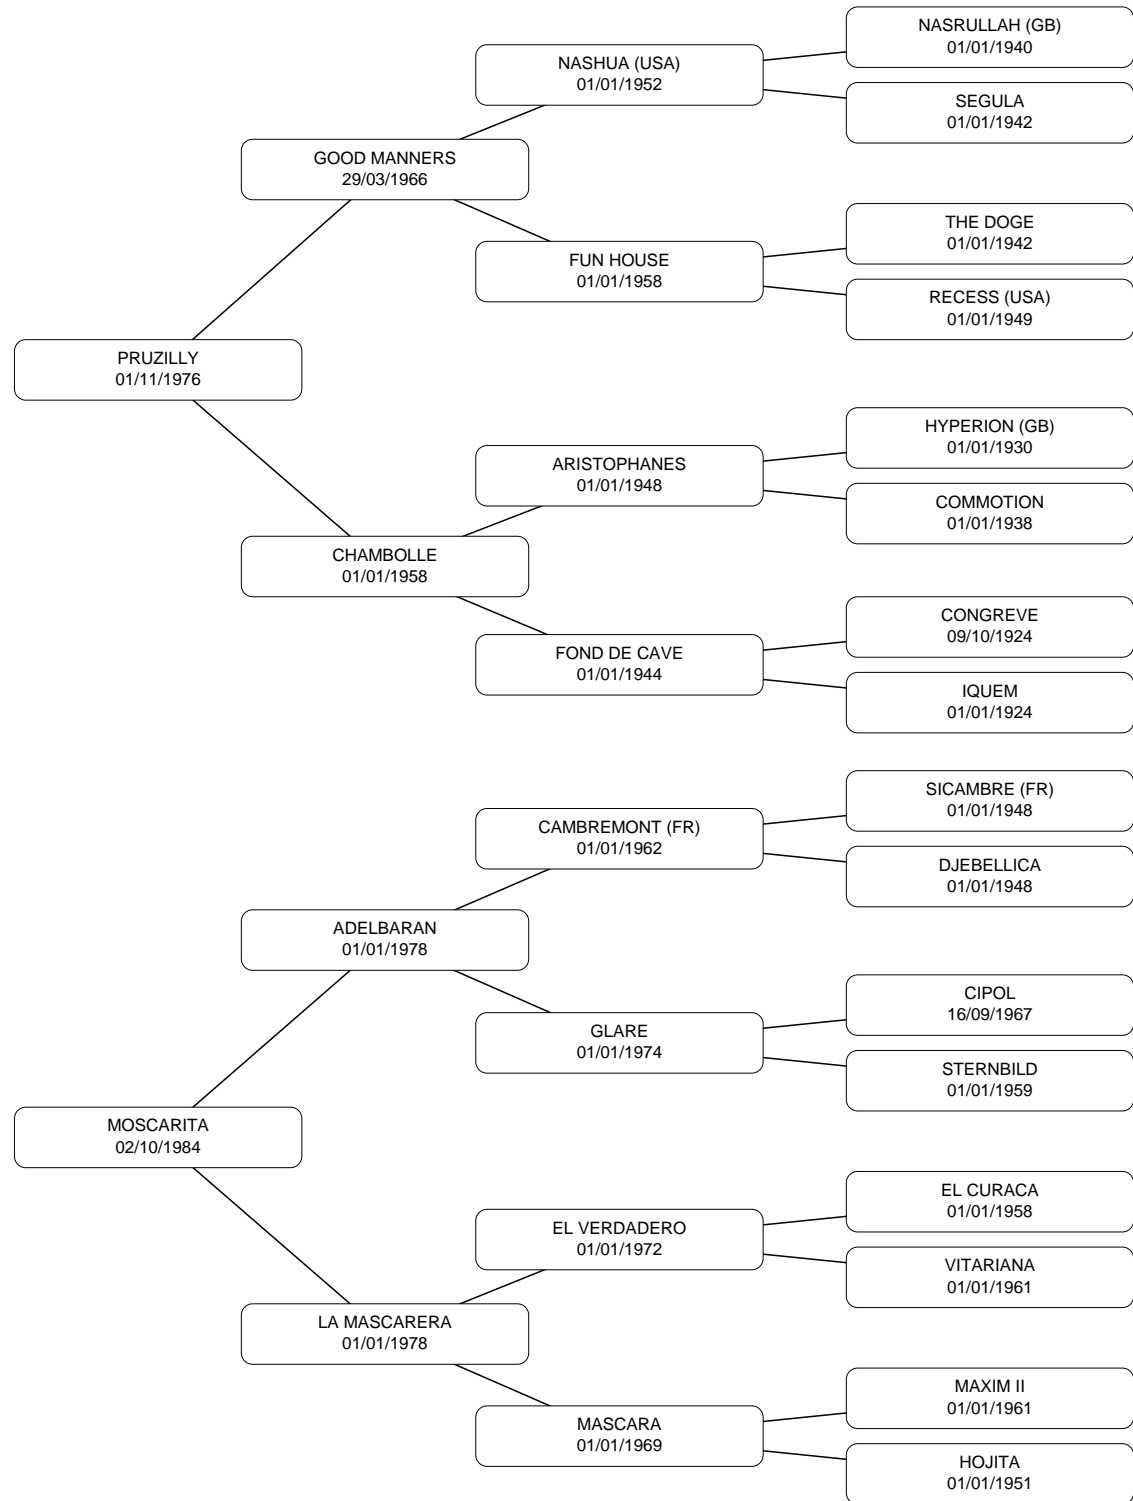 NASRULLAH (GB)
01/01/1940
NASHUA (USA)
01/01/1952
SEGULA
01/01/1942
GOOD MANNERS
29/03/1966
THE DOGE
01/01/1942
FUN HOUSE
01/01/1958
RECESS (USA)
01/01/1949
PRUZILLY
01/11/1976
HYPERION (GB)
01/01/1930
ARISTOPHANES
01/01/1948
COMMOTION
01/01/1938
CHAMBOLLE
01/01/1958
CONGREVE
09/10/1924
FOND DE CAVE
01/01/1944
IQUEM
01/01/1924
SICAMBRE (FR)
01/01/1948
CAMBREMONT (FR)
01/01/1962
DJEBELLICA
01/01/1948
ADELBARAN
01/01/1978
CIPOL
16/09/1967
GLARE
01/01/1974
STERNBILD
01/01/1959
MOSCARITA
02/10/1984
EL CURACA
01/01/1958
EL VERDADERO
01/01/1972
VITARIANA
01/01/1961
LA MASCARERA
01/01/1978
MAXIM II
01/01/1961
MASCARA
01/01/1969
HOJITA
01/01/1951